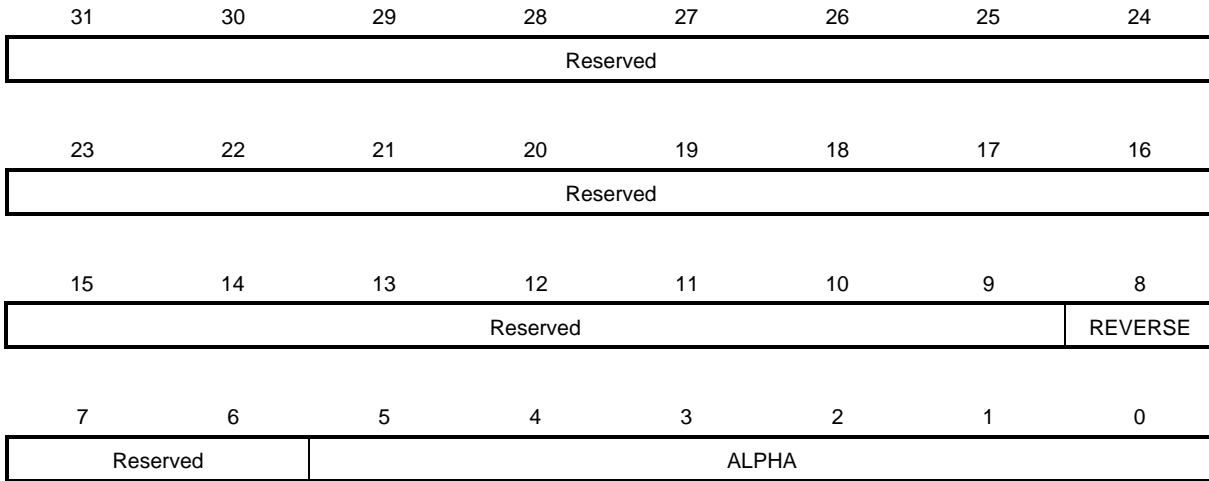 31 30 29 28 27 26 25 24
Reserved
23 22 21 20 19 18 17 16
Reserved
15 14 13 12 11 10 9 8
Reserved REVERSE
7 6 5 4 3 2 1 0
Reserved ALPHA